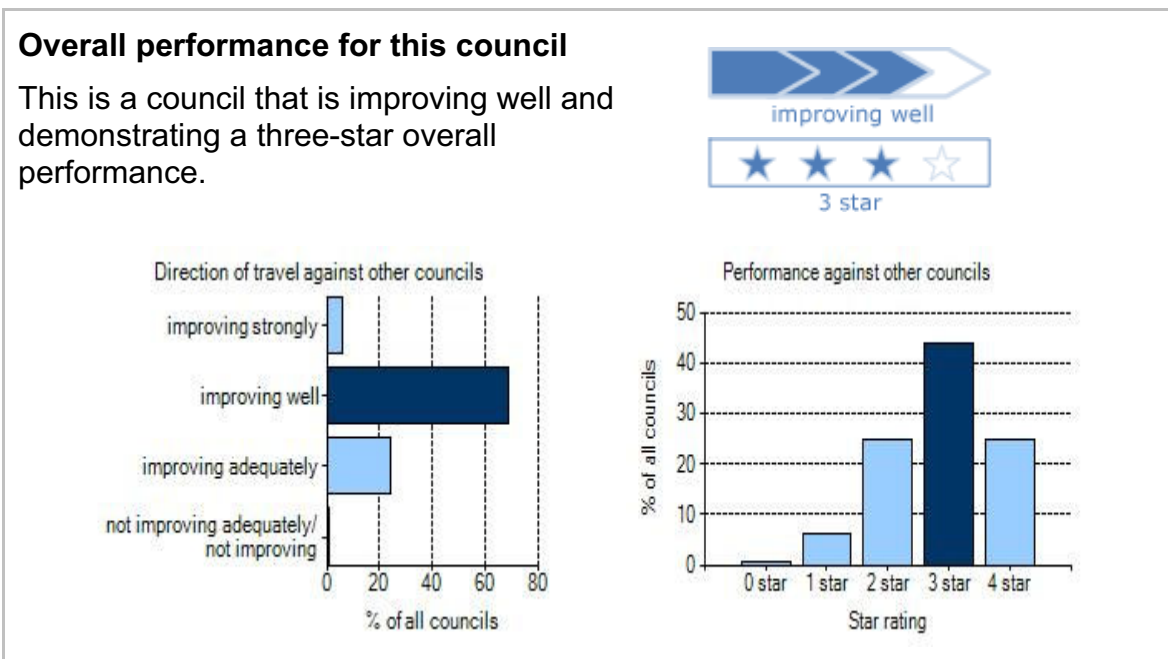 Overall performance for this council
This is a council that is improving well and
demonstrating a three-star overall
performance.
improving well
3 star
Direction of travel against other councils
improving strongly
improving well
improving adequately
not improving adequately/
not improving
0 20 40 60 80
% of all councils
Performance against other councils
% of all councils
50
40
30
20
10
0
0 star 1 star 2 star 3 star 4 star
Star rating